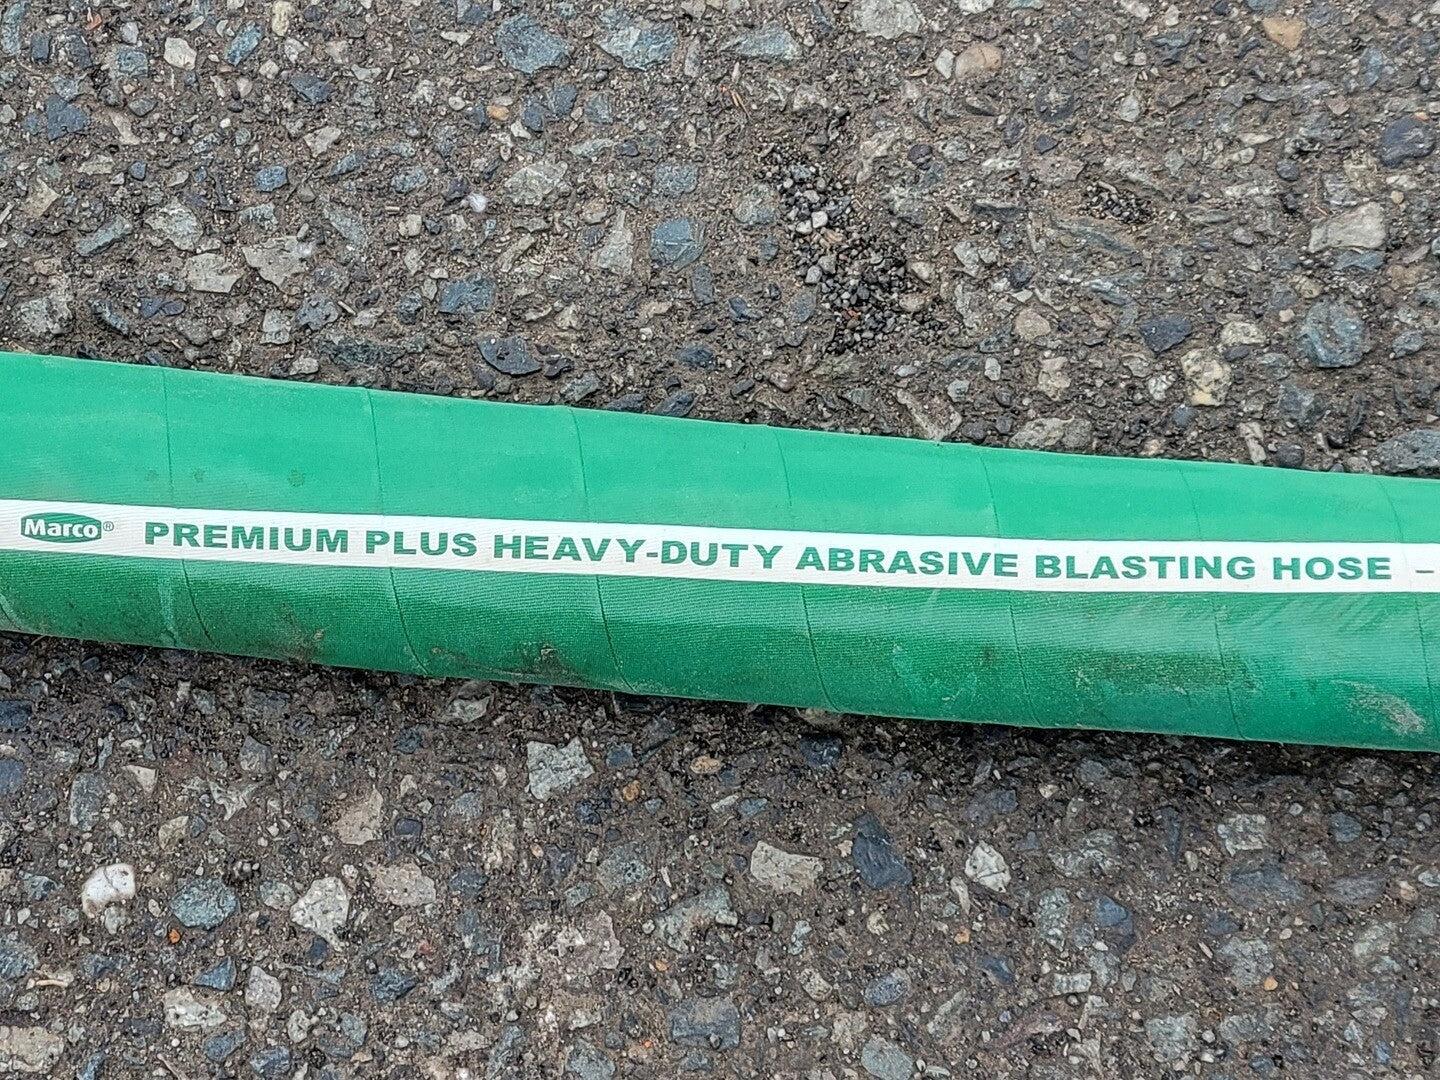 Marco® PREMIUM PLUS HEAVY-DUTY ABRASIVE BLASTING HOSE –